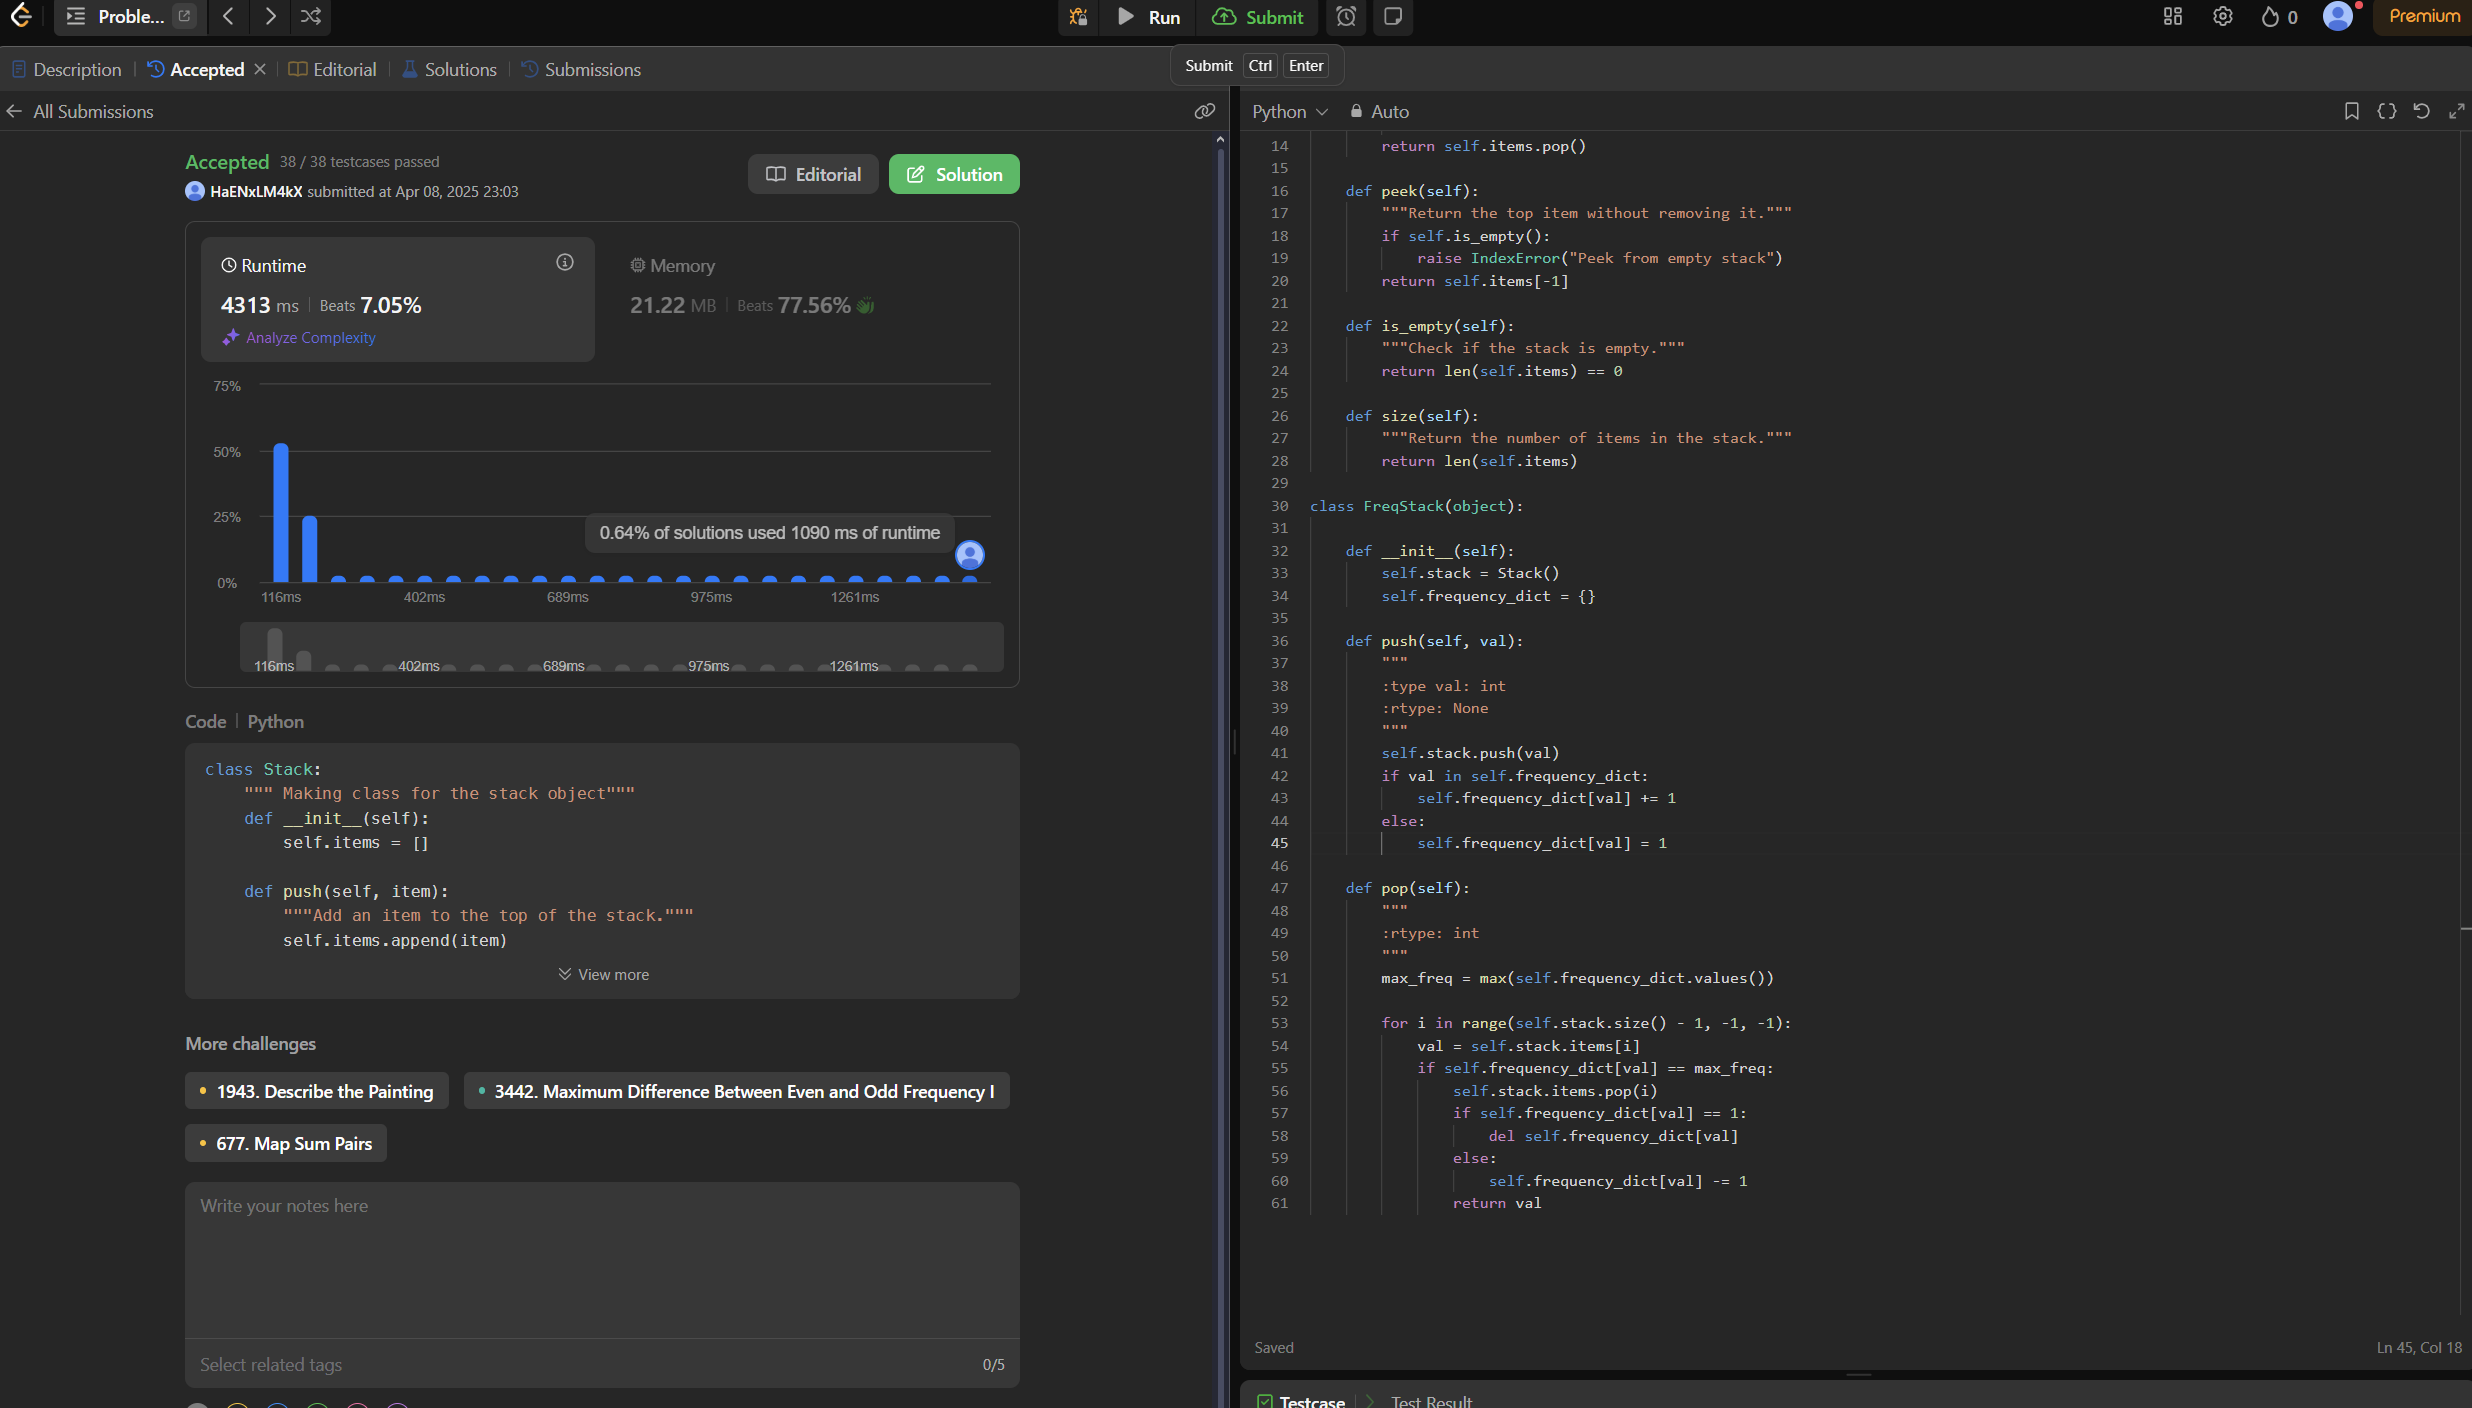 Proble...
Run
Submit
0
Premium
Description
Accepted
Editorial
Solutions
Submissions
Submit Ctrl Enter
All Submissions
Accepted 38 / 38 testcases passed
HaENxLM4kX submitted at Apr 08, 2025 23:03
Editorial
Solution
Runtime
4313 ms Beats 7.05%
Analyze Complexity
Memory
21.22 MB Beats 77.56%
75%
50%
25%
0%
0.64% of solutions used 1090 ms of runtime
116ms 402ms 689ms 975ms 1261ms
116ms 402ms 689ms 975ms 1261ms
Code | Python
class Stack:
    """ Making class for the stack object"""
    def __init__(self):
        self.items = []
    def push(self, item):
        """Add an item to the top of the stack."""
        self.items.append(item)
View more
More challenges
1943. Describe the Painting
3442. Maximum Difference Between Even and Odd Frequency I
677. Map Sum Pairs
Write your notes here
Select related tags 0/5
Python Auto
14         return self.items.pop()
15
16     def peek(self):
17         """Return the top item without removing it."""
18         if self.is_empty():
19             raise IndexError("Peek from empty stack")
20         return self.items[-1]
21
22     def is_empty(self):
23         """Check if the stack is empty."""
24         return len(self.items) == 0
25
26     def size(self):
27         """Return the number of items in the stack."""
28         return len(self.items)
29
30 class FreqStack(object):
31
32     def __init__(self):
33         self.stack = Stack()
34         self.frequency_dict = {}
35
36     def push(self, val):
37         """
38         :type val: int
39         :rtype: None
40         """
41         self.stack.push(val)
42         if val in self.frequency_dict:
43             self.frequency_dict[val] += 1
44         else:
45             self.frequency_dict[val] = 1
46
47     def pop(self):
48         """
49         :rtype: int
50         """
51         max_freq = max(self.frequency_dict.values())
52
53         for i in range(self.stack.size() - 1, -1, -1):
54             val = self.stack.items[i]
55             if self.frequency_dict[val] == max_freq:
56                 self.stack.items.pop(i)
57                 if self.frequency_dict[val] == 1:
58                     del self.frequency_dict[val]
59                 else:
60                     self.frequency_dict[val] -= 1
61                 return val
Saved
Ln 45, Col 18
Testcase
Test Result